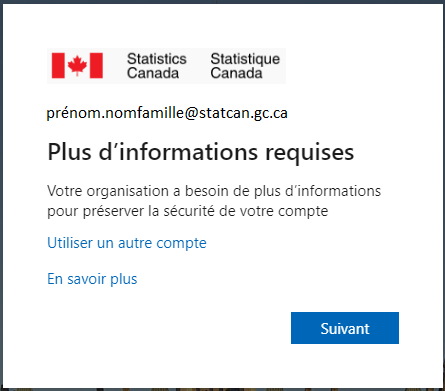 Statistics Statistique
Canada Canada
prénom.nomfamille@statcan.gc.ca
Plus d’informations requises
Votre organisation a besoin de plus d’informations
pour préserver la sécurité de votre compte
Utiliser un autre compte
En savoir plus
Suivant